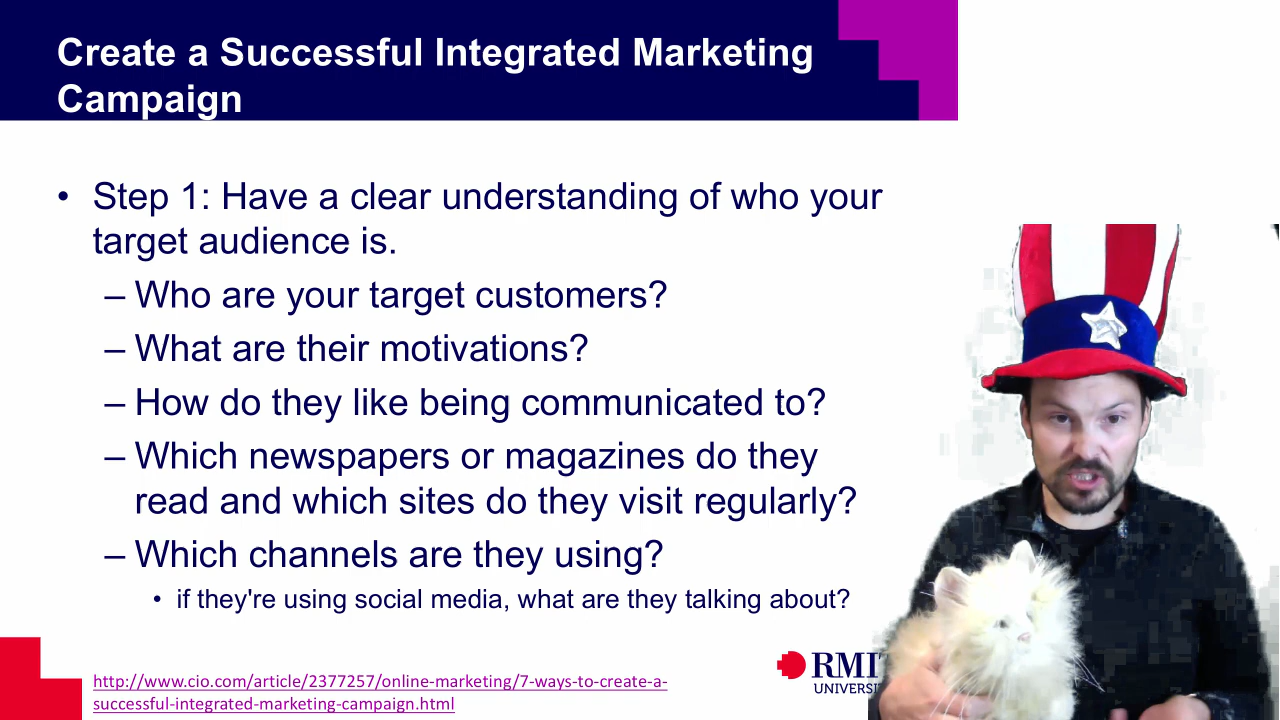 Create a Successful Integrated Marketing
Campaign
• Step 1: Have a clear understanding of who your
target audience is.
– Who are your target customers?
– What are their motivations?
– How do they like being communicated to?
– Which newspapers or magazines do they
read and which sites do they visit regularly?
– Which channels are they using?
• if they're using social media, what are they talking about?
http://www.cio.com/article/2377257/online-marketing/7-ways-to-create-a-
successful-integrated-marketing-campaign.html